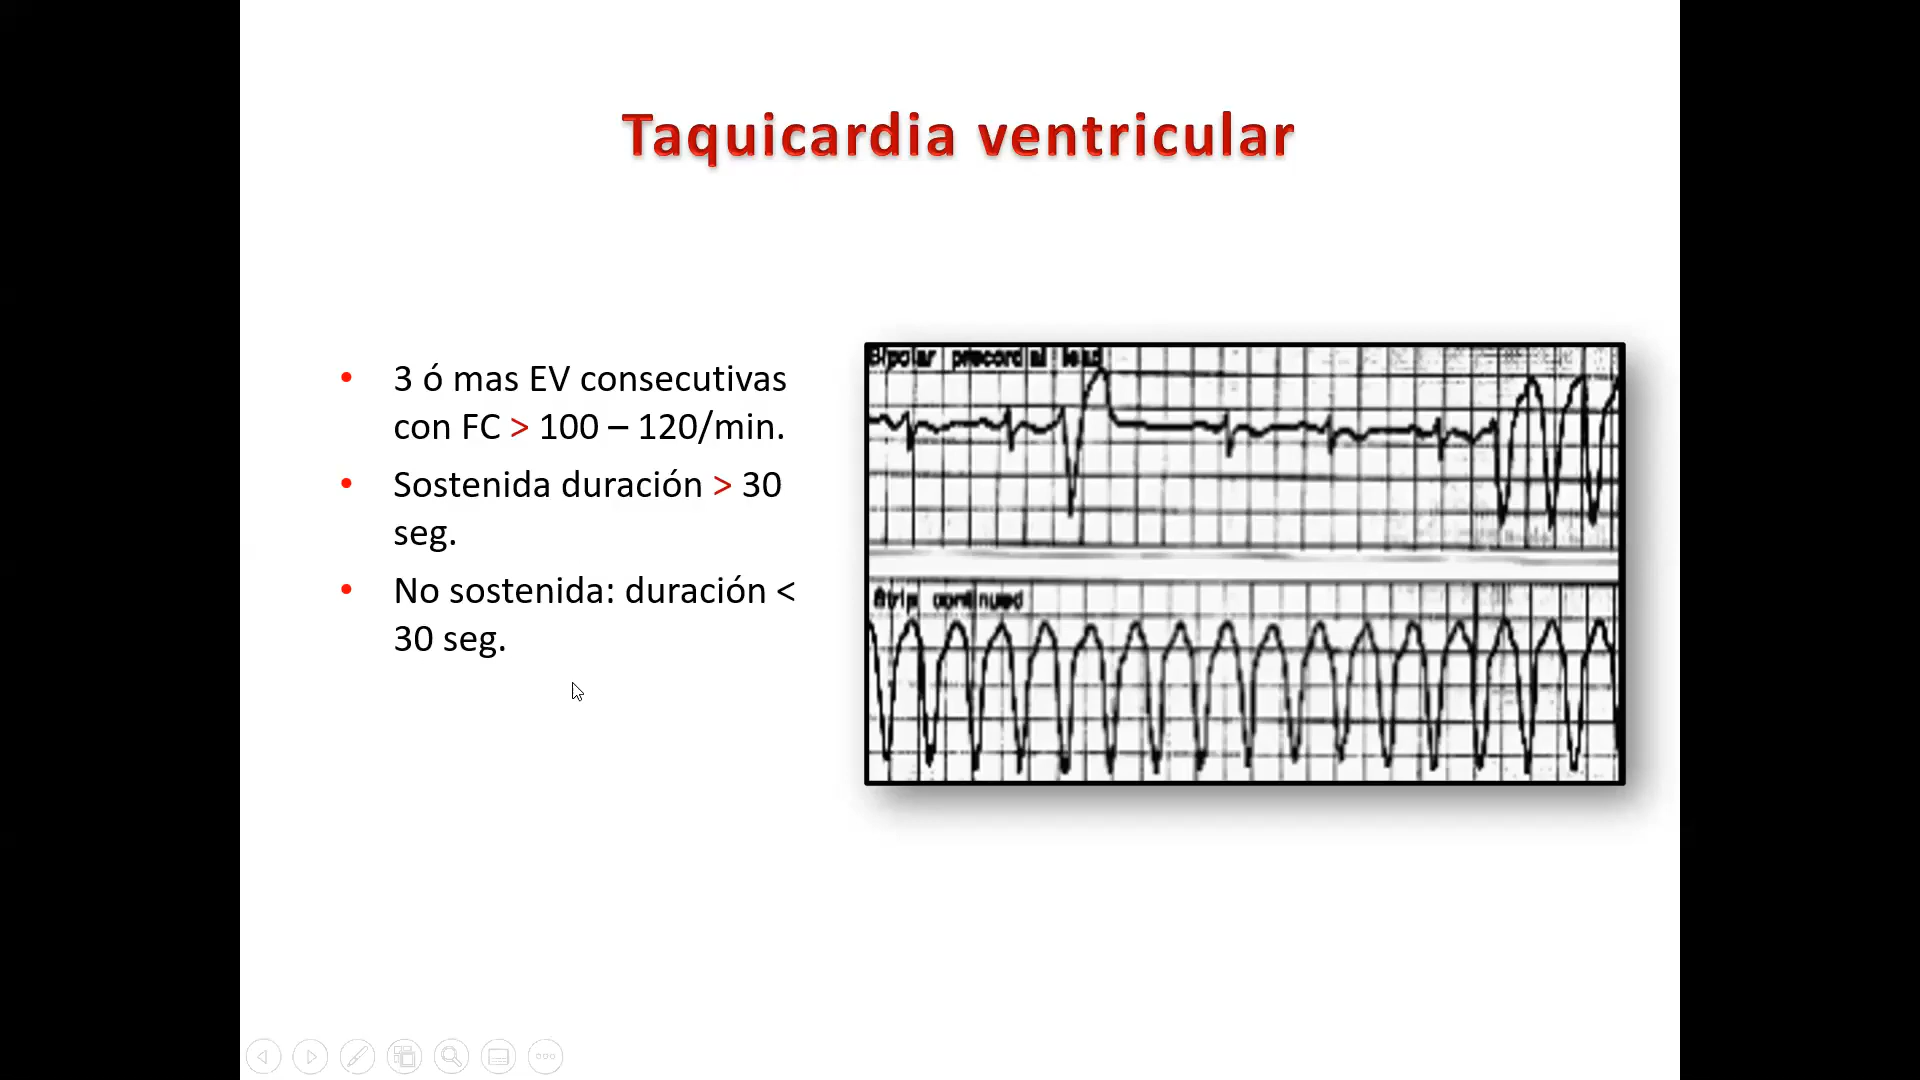 Taquicardia ventricular
• 3 ó mas EV consecutivas
con FC > 100 – 120/min.
• Sostenida duración > 30
seg.
• No sostenida: duración <
30 seg.
Bipolar precordial lead
Strip continued